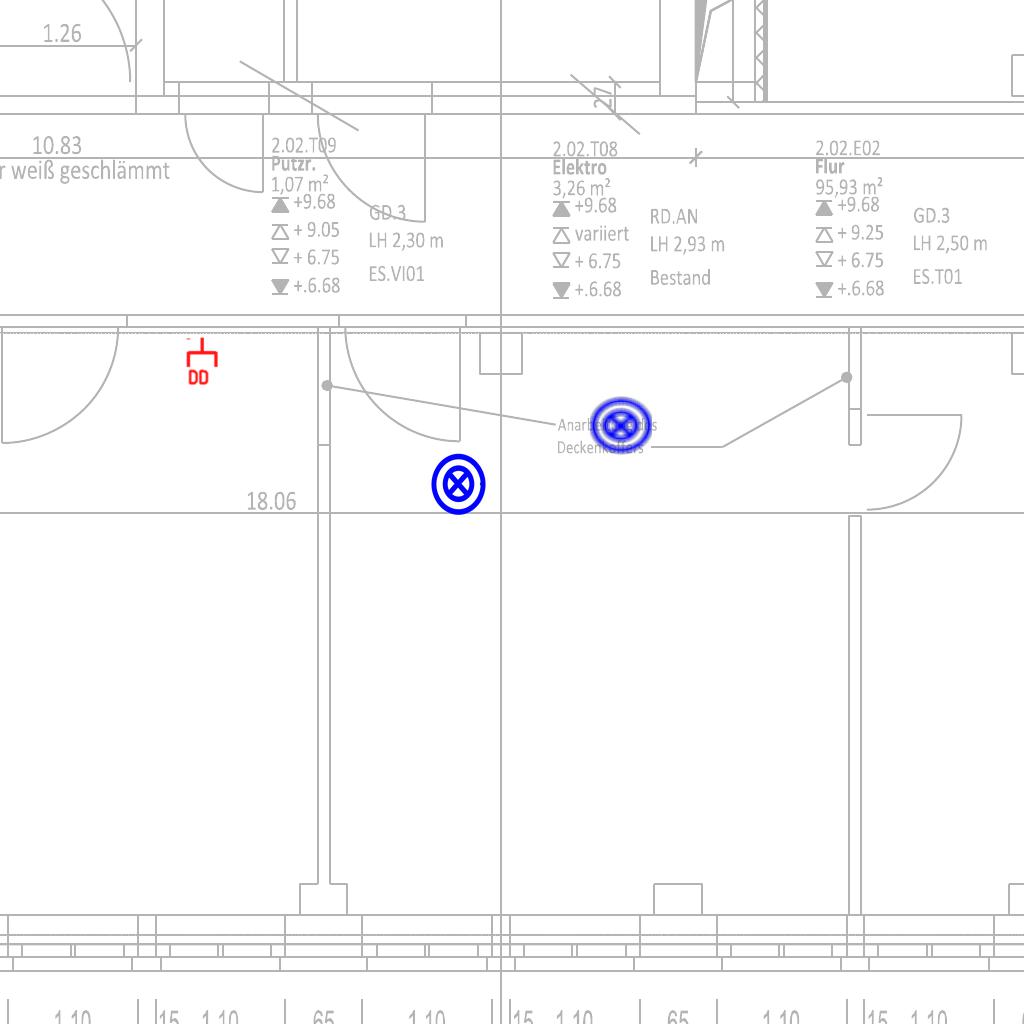 1.26
27
10.83
r weiß geschlämmt
2.02.T09
Putzr.
1,07 m²
+9.68
+ 9.05
+ 6.75
+.6.68
GD.3
LH 2,30 m
ES.VI01
2.02.T08
Elektro
3,26 m²
+9.68
variiert
+ 6.75
+.6.68
RD.AN
LH 2,93 m
Bestand
2.02.E02
Flur
95,93 m²
+9.68
+ 9.25
+ 6.75
+.6.68
GD.3
LH 2,50 m
ES.T01
DD
Deckenkoffers
18.06
1.10 15 1.10 65 1.10 15 1.10 65 1.10 15 1.10